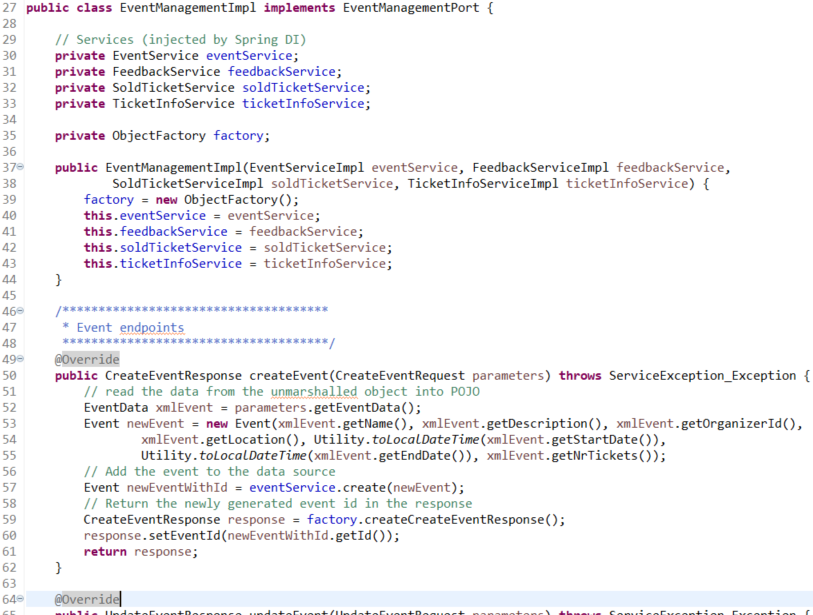 27 public class EventManagementImpl implements EventManagementPort {
28
29     // Services (injected by Spring DI)
30     private EventService eventService;
31     private FeedbackService feedbackService;
32     private SoldTicketService soldTicketService;
33     private TicketInfoService ticketInfoService;
34
35     private ObjectFactory factory;
36
37     public EventManagementImpl(EventServiceImpl eventService, FeedbackServiceImpl feedbackService,
38             SoldTicketServiceImpl soldTicketService, TicketInfoServiceImpl ticketInfoService) {
39         factory = new ObjectFactory();
40         this.eventService = eventService;
41         this.feedbackService = feedbackService;
42         this.soldTicketService = soldTicketService;
43         this.ticketInfoService = ticketInfoService;
44     }
45
46     /*************************************
47      * Event endpoints
48      *************************************/
49     @Override
50     public CreateEventResponse createEvent(CreateEventRequest parameters) throws ServiceException_Exception {
51         // read the data from the unmarshalled object into POJO
52         EventData xmlEvent = parameters.getEventData();
53         Event newEvent = new Event(xmlEvent.getName(), xmlEvent.getDescription(), xmlEvent.getOrganizerId(),
54                 xmlEvent.getLocation(), Utility.toLocalDateTime(xmlEvent.getStartDate()),
55                 Utility.toLocalDateTime(xmlEvent.getEndDate()), xmlEvent.getNrTickets());
56         // Add the event to the data source
57         Event newEventWithId = eventService.create(newEvent);
58         // Return the newly generated event id in the response
59         CreateEventResponse response = factory.createCreateEventResponse();
60         response.setEventId(newEventWithId.getId());
61         return response;
62     }
63
64     @Override
65     public UpdateEventResponse updateEvent(UpdateEventRequest parameters) throws ServiceException_Exception {